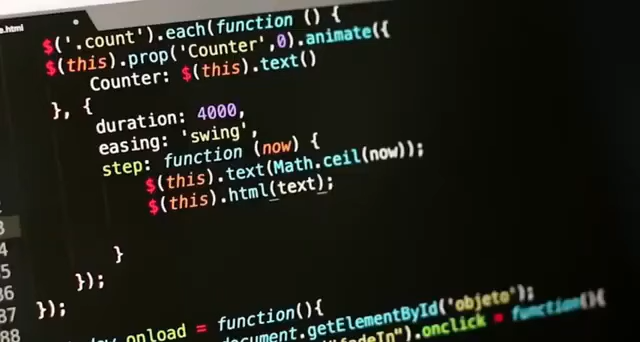 .html
$('.count').each(function () {
$(this).prop('Counter',0).animate({
Counter: $(this).text()
}, {
duration: 4000,
easing: 'swing',
step: function (now) {
$(this).text(Math.ceil(now));
$(this).html(text);
}
});
});
onload = function(){
document.getElementById('objeto');
").onclick = function(){